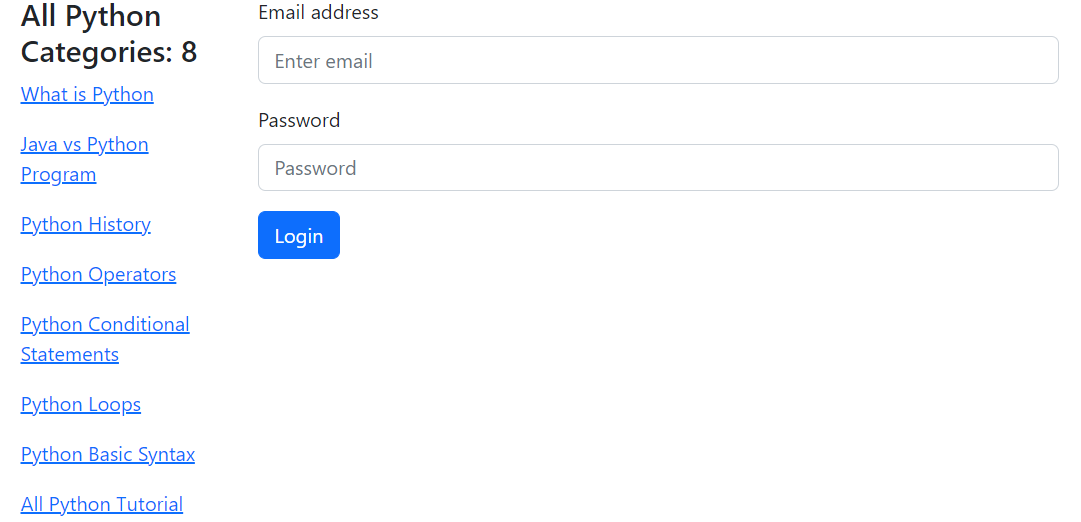 All Python
Categories: 8
What is Python
Java vs Python
Program
Python History
Python Operators
Python Conditional
Statements
Python Loops
Python Basic Syntax
All Python Tutorial
Email address
Enter email
Password
Password
Login